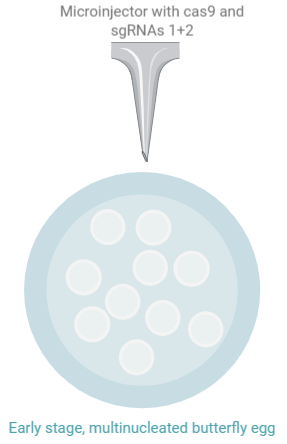 Microinjector with cas9 and
sgRNAs 1+2
Early stage, multinucleated butterfly egg